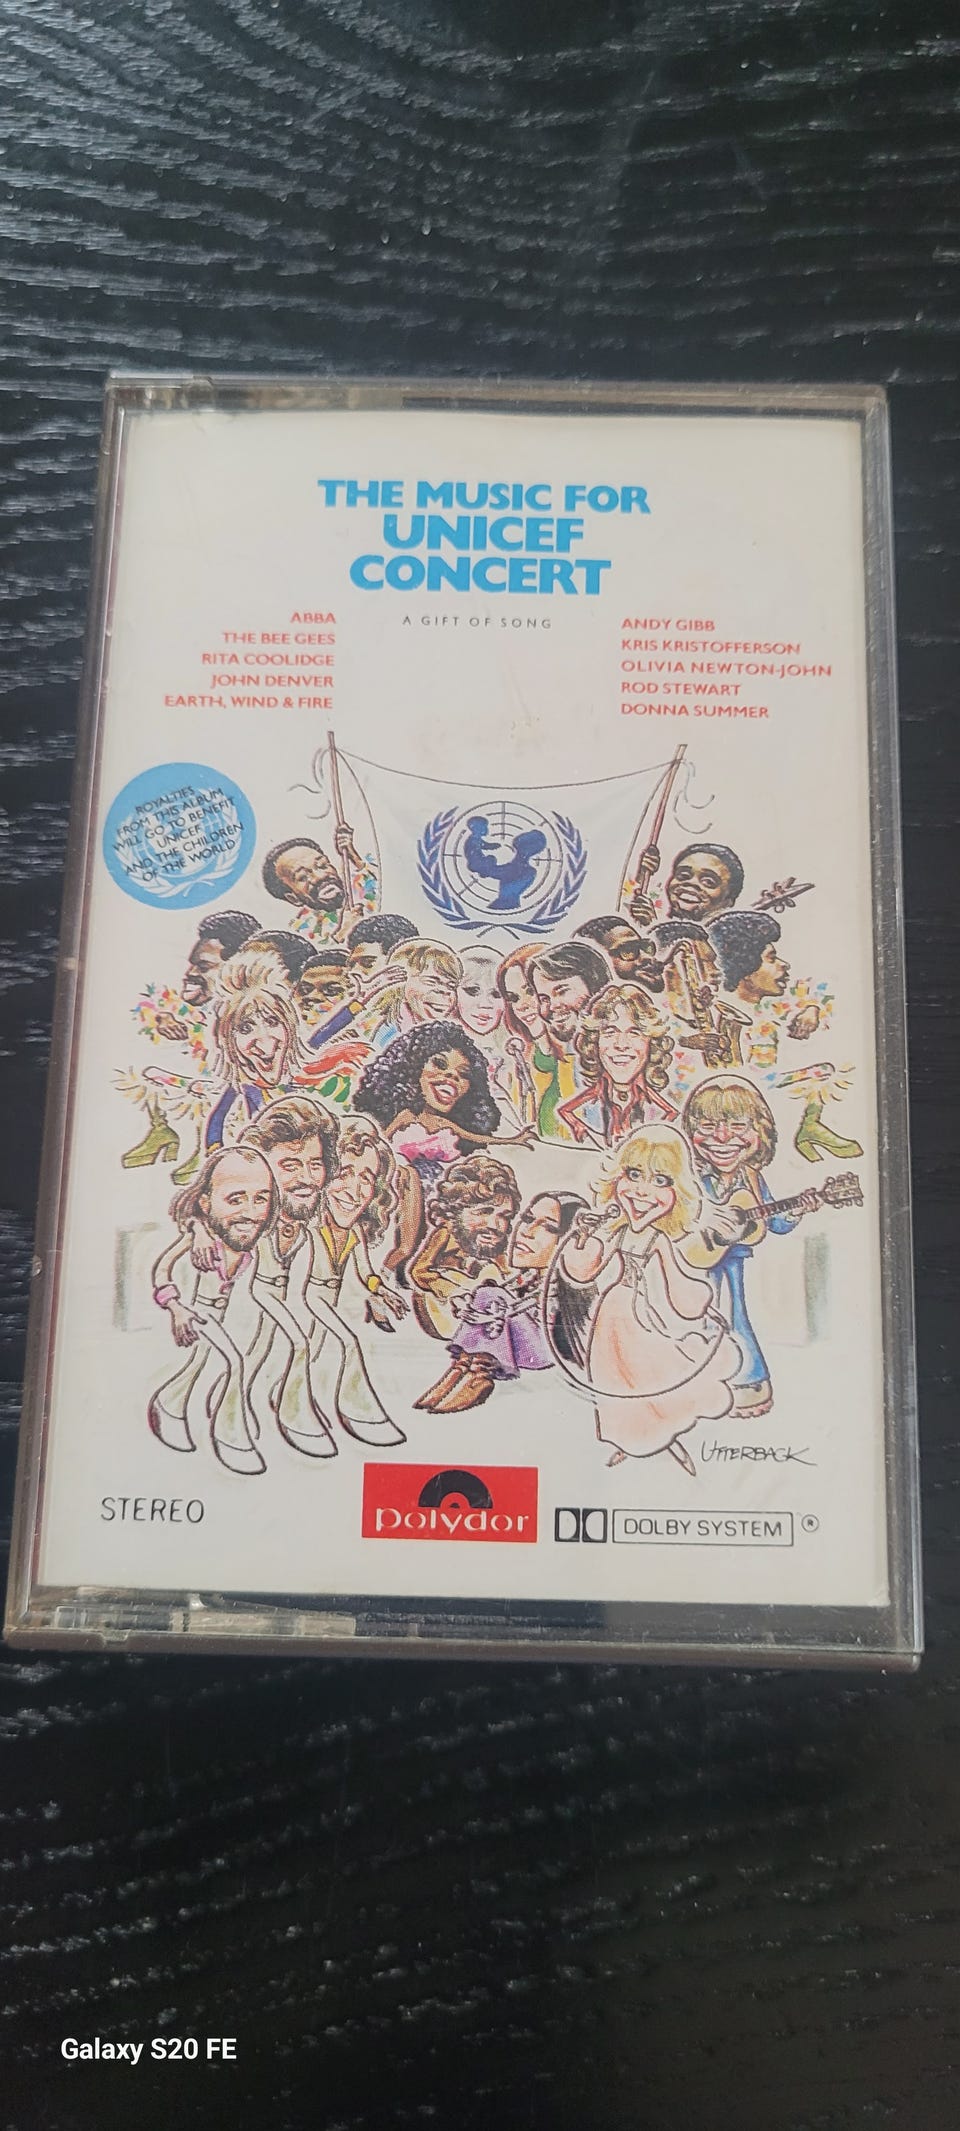 THE MUSIC FOR
UNICEF
CONCERT
A GIFT OF SONG
ABBA
THE BEE GEES
RITA COOLIDGE
JOHN DENVER
EARTH, WIND & FIRE
ANDY GIBB
KRIS KRISTOFFERSON
OLIVIA NEWTON-JOHN
ROD STEWART
DONNA SUMMER
ROYALTIES
FROM THIS ALBUM
WILL GO TO BENEFIT
UNICEF
AND THE CHILDREN
OF THE WORLD
UTTERBACK
STEREO
polydor
DOLBY SYSTEM ®
Galaxy S20 FE